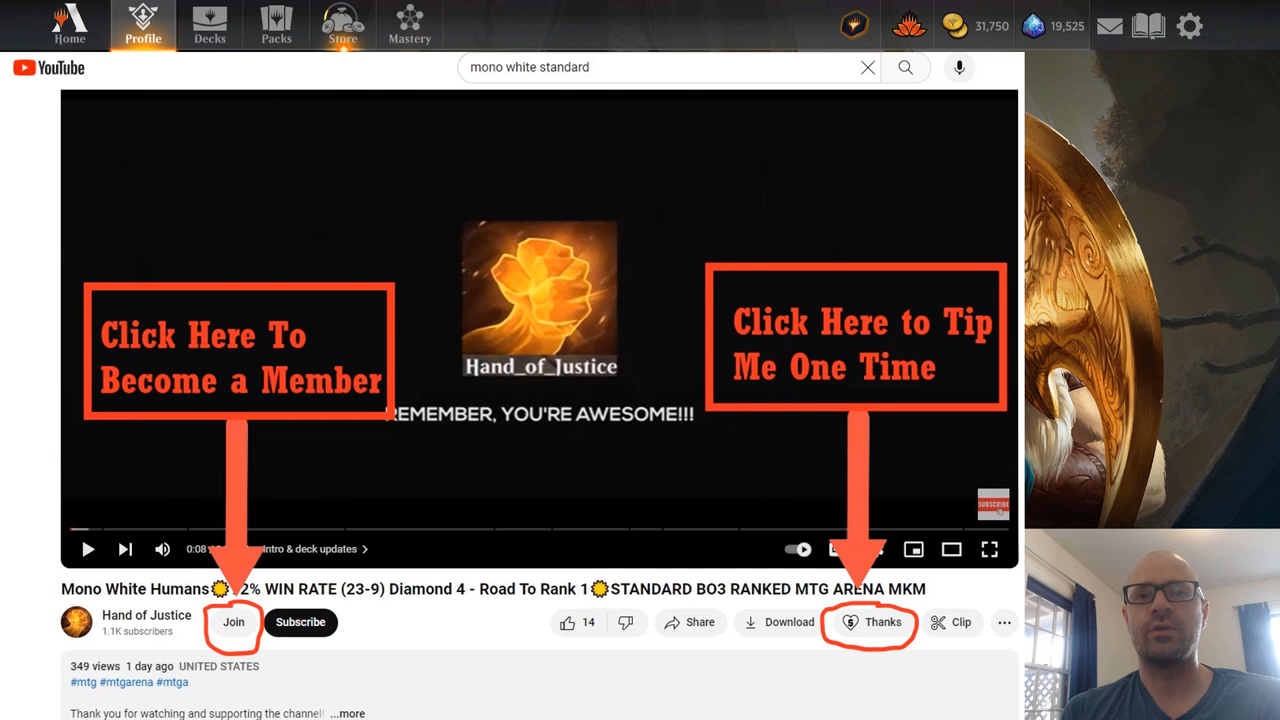 Home
Profile
Decks
Packs
Store
Mastery
31,750
19,525
YouTube
mono white standard
Click Here To
Become a Member
Hand_of_Justice
REMEMBER, YOU'RE AWESOME!!!
Click Here to Tip
Me One Time
SUBSCRIBE
0:08
Intro & deck updates
Mono White Humans 2% WIN RATE (23-9) Diamond 4 - Road To Rank 1 STANDARD BO3 RANKED MTG ARENA MKM
Hand of Justice
1.1K subscribers
Join
Subscribe
14
Share
Download
Thanks
Clip
349 views 1 day ago UNITED STATES
#mtg #mtgarena #mtga
Thank you for watching and supporting the channel! ...more